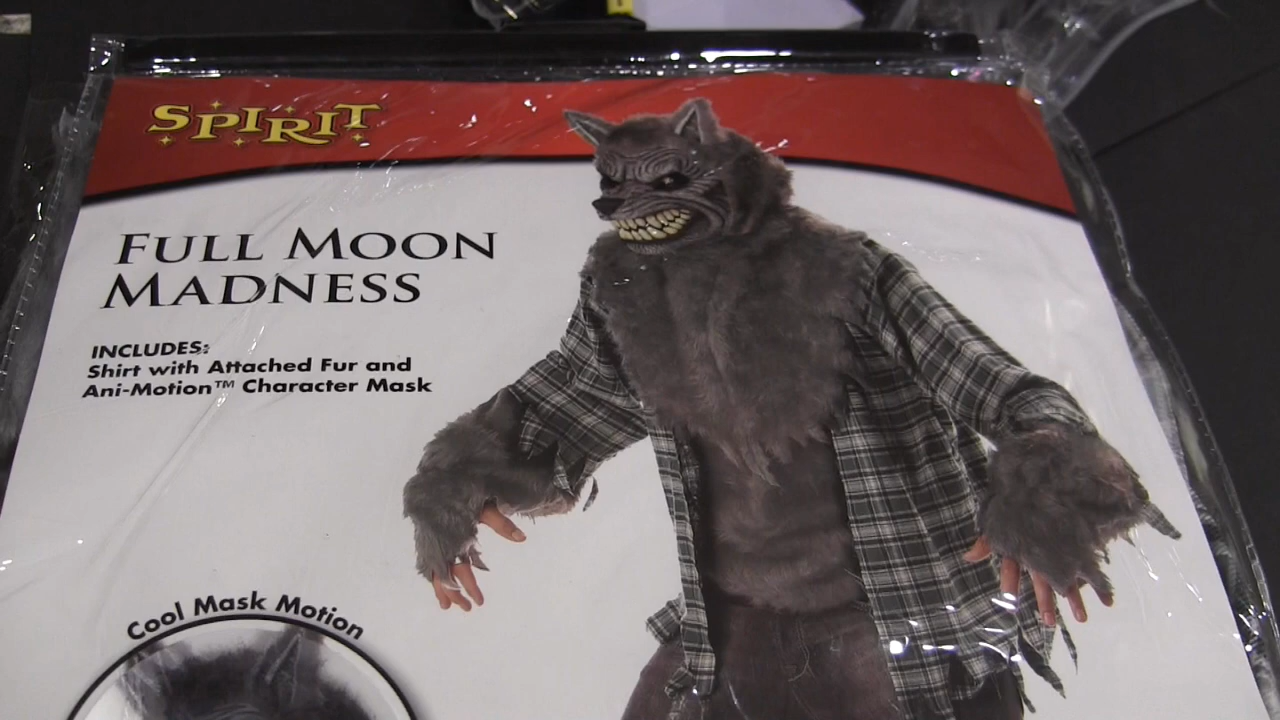 SPIRIT
FULL MOON
MADNESS
INCLUDES:
Shirt with Attached Fur and
Ani-Motion™ Character Mask
Cool Mask Motion